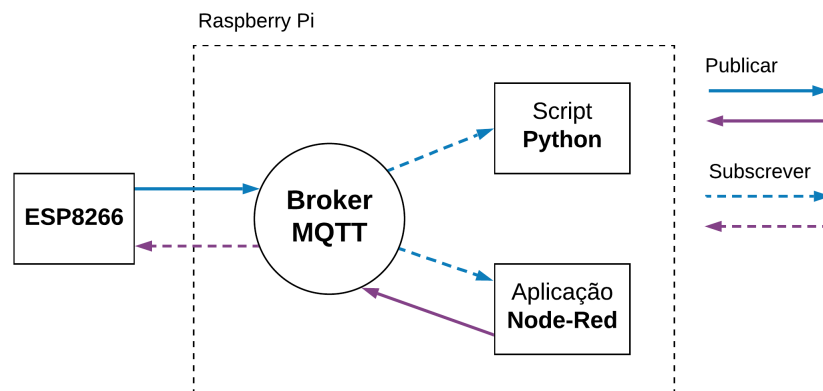 Raspberry Pi
Publicar
Script
Python
Subscrever
Broker
MQTT
ESP8266
Aplicação
Node-Red